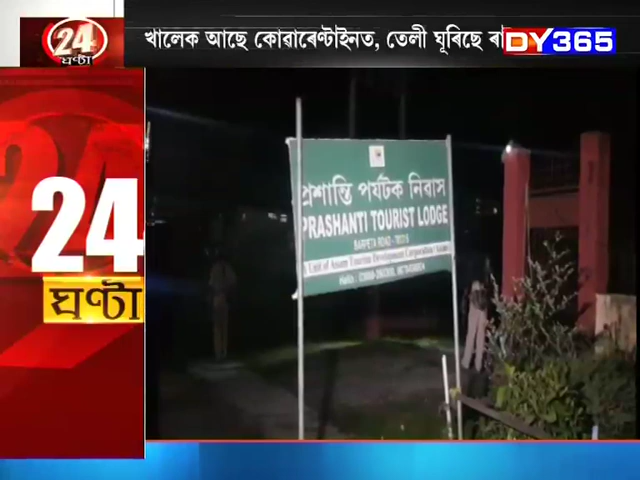 24
ঘণ্টা
খালেক আছে কোৱাৰেণ্টাইনত, তেলী ঘূৰিছে
DY365
24
ঘণ্টা
প্ৰশান্তি পৰ্যটক নিবাস
PRASHANTI TOURIST LODGE
BARPETA ROAD
Unit of Assam Tourism Development Corporation